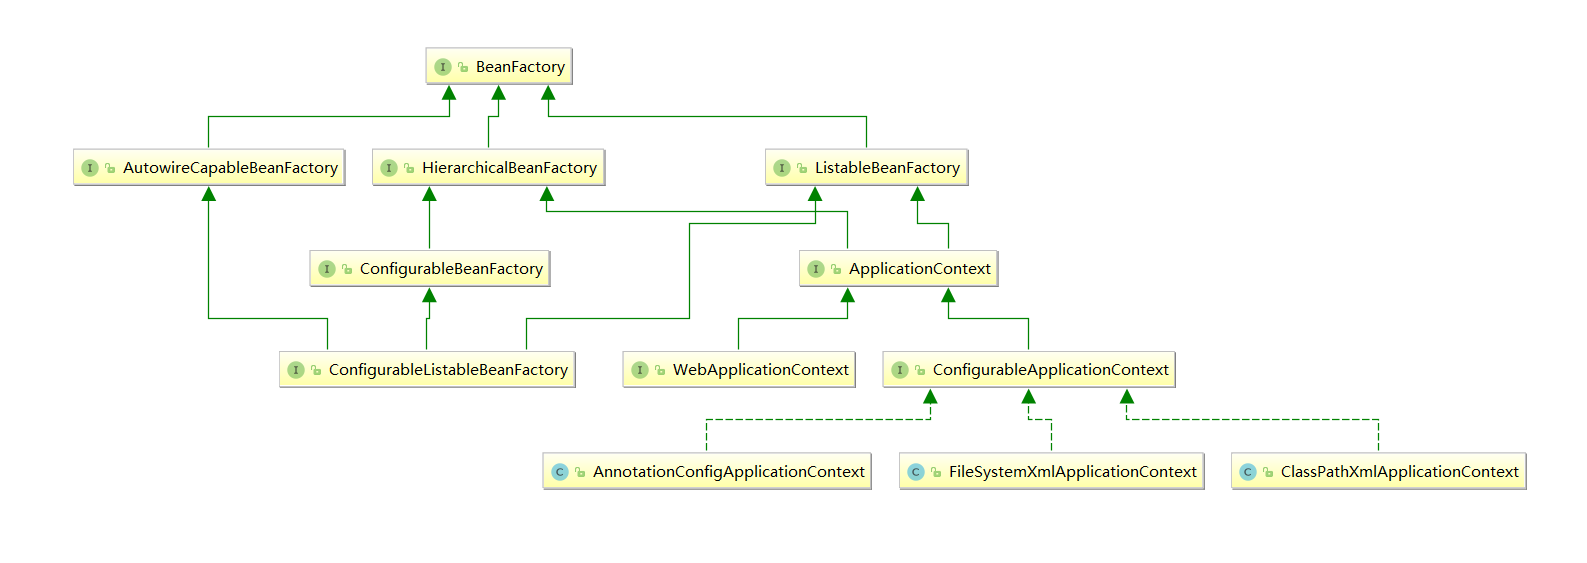 I BeanFactory
I AutowireCapableBeanFactory
I HierarchicalBeanFactory
I ListableBeanFactory
I ConfigurableBeanFactory
I ApplicationContext
I ConfigurableListableBeanFactory
I WebApplicationContext
I ConfigurableApplicationContext
C AnnotationConfigApplicationContext
C FileSystemXmlApplicationContext
C ClassPathXmlApplicationContext